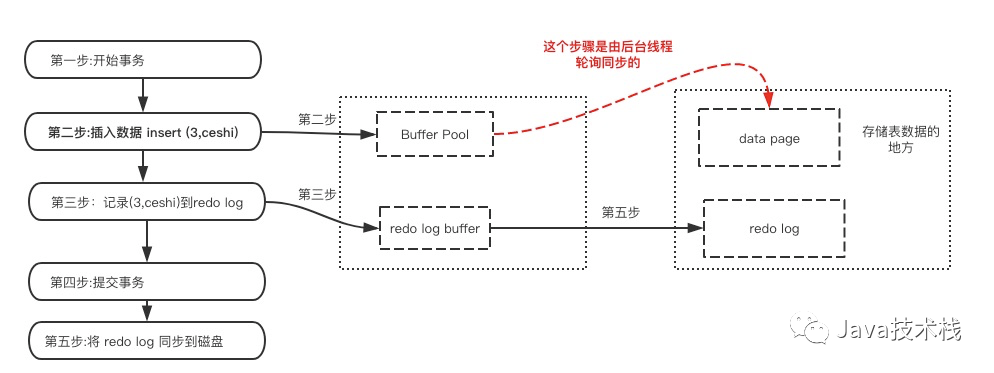 这个步骤是由后台线程
轮询同步的
第一步:开始事务
第二步:插入数据 insert (3,ceshi)
第二步
Buffer Pool
data page
存储表数据的
地方
第三步：记录(3,ceshi)到redo log
第三步
redo log buffer
第五步
redo log
第四步:提交事务
第五步:将 redo log 同步到磁盘
Java技术栈